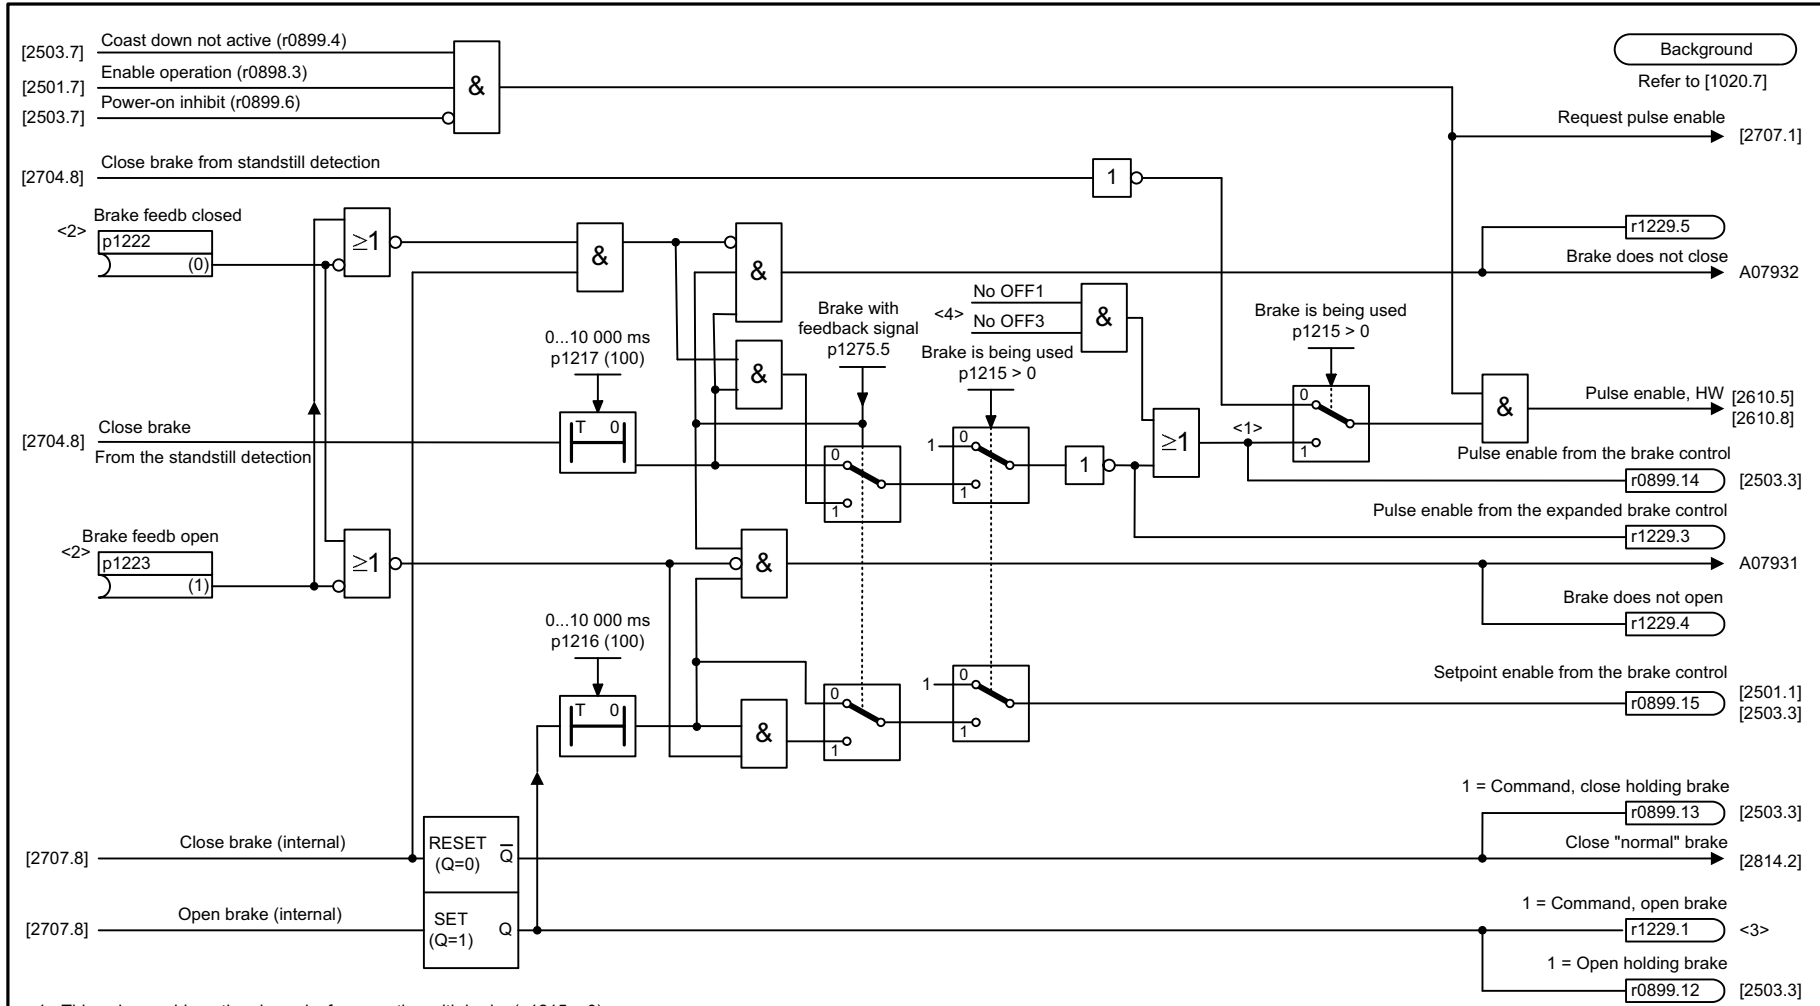 Coast down not active (r0899.4)
[2503.7]
Enable operation (r0898.3)
[2501.7]
Power-on inhibit (r0899.6)
[2503.7]
&
Background
Refer to [1020.7]
Request pulse enable
[2707.1]
Close brake from standstill detection
[2704.8]
1
Brake feedb closed
<2>
p1222
(0)
≥1
&
&
r1229.5
Brake does not close
A07932
No OFF1
<4>
No OFF3
&
Brake with
feedback signal
p1275.5
Brake is being used
p1215 > 0
Brake is being used
p1215 > 0
0...10 000 ms
p1217 (100)
&
T 0
0
1
1
0
1
1
≥1
<1>
0
1
&
Pulse enable, HW
[2610.5]
[2610.8]
Close brake
[2704.8]
From the standstill detection
Pulse enable from the brake control
r0899.14
[2503.3]
Pulse enable from the expanded brake control
r1229.3
Brake feedb open
<2>
p1223
(1)
≥1
&
A07931
Brake does not open
r1229.4
0...10 000 ms
p1216 (100)
T 0
&
0
1
1
0
1
Setpoint enable from the brake control
r0899.15
[2501.1]
[2503.3]
1 = Command, close holding brake
r0899.13
[2503.3]
Close "normal" brake
[2814.2]
Close brake (internal)
[2707.8]
RESET
(Q=0)
Q̅
Open brake (internal)
[2707.8]
SET
(Q=1)
Q
1 = Command, open brake
r1229.1
<3>
1 = Open holding brake
r0899.12
[2503.3]